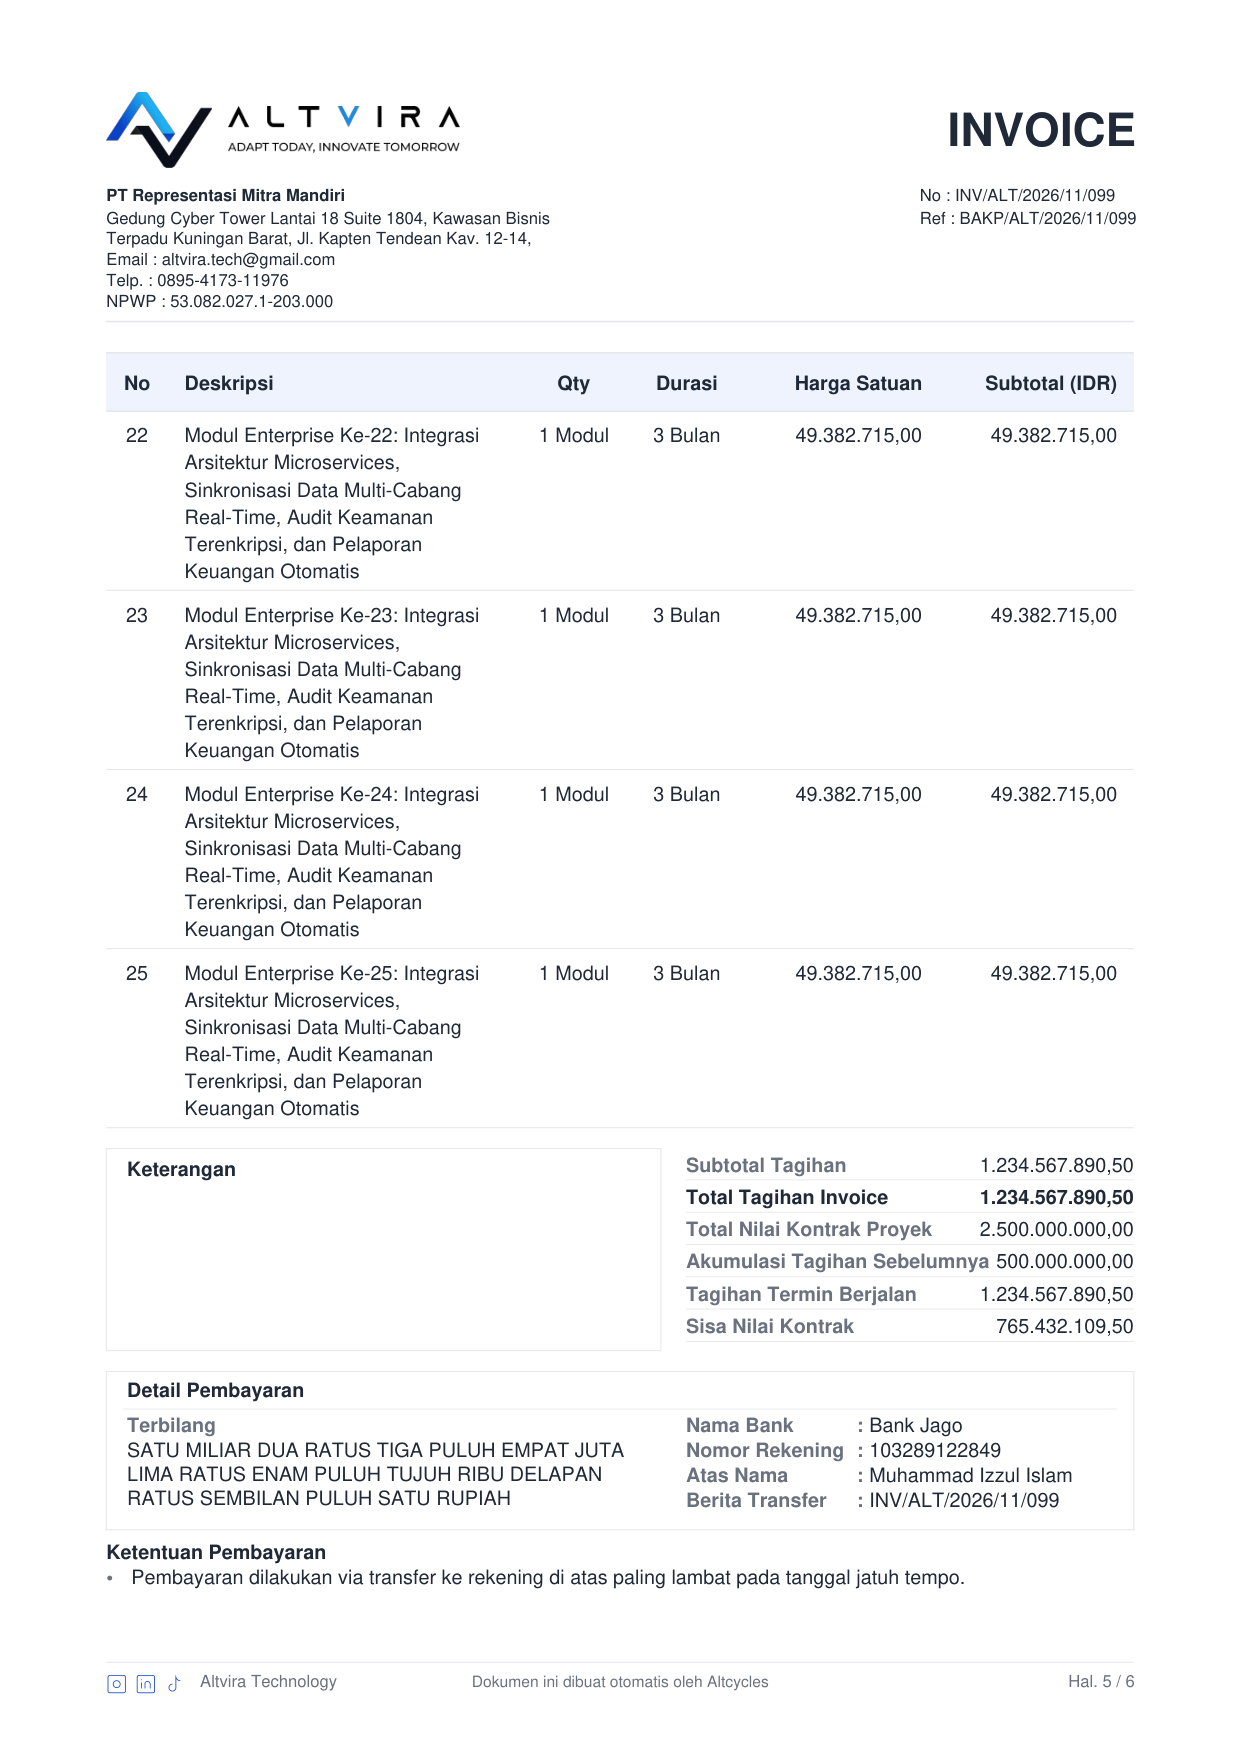 ALTVIRA
ADAPT TODAY, INNOVATE TOMORROW
INVOICE
PT Representasi Mitra Mandiri
Gedung Cyber Tower Lantai 18 Suite 1804, Kawasan Bisnis
Terpadu Kuningan Barat, Jl. Kapten Tendean Kav. 12-14,
Email : altvira.tech@gmail.com
Telp. : 0895-4173-11976
NPWP : 53.082.027.1-203.000
No : INV/ALT/2026/11/099
Ref : BAKP/ALT/2026/11/099
No Deskripsi Qty Durasi Harga Satuan Subtotal (IDR)
22 Modul Enterprise Ke-22: Integrasi 1 Modul 3 Bulan 49.382.715,00 49.382.715,00
Arsitektur Microservices,
Sinkronisasi Data Multi-Cabang
Real-Time, Audit Keamanan
Terenkripsi, dan Pelaporan
Keuangan Otomatis
23 Modul Enterprise Ke-23: Integrasi 1 Modul 3 Bulan 49.382.715,00 49.382.715,00
Arsitektur Microservices,
Sinkronisasi Data Multi-Cabang
Real-Time, Audit Keamanan
Terenkripsi, dan Pelaporan
Keuangan Otomatis
24 Modul Enterprise Ke-24: Integrasi 1 Modul 3 Bulan 49.382.715,00 49.382.715,00
Arsitektur Microservices,
Sinkronisasi Data Multi-Cabang
Real-Time, Audit Keamanan
Terenkripsi, dan Pelaporan
Keuangan Otomatis
25 Modul Enterprise Ke-25: Integrasi 1 Modul 3 Bulan 49.382.715,00 49.382.715,00
Arsitektur Microservices,
Sinkronisasi Data Multi-Cabang
Real-Time, Audit Keamanan
Terenkripsi, dan Pelaporan
Keuangan Otomatis
Keterangan
Subtotal Tagihan 1.234.567.890,50
Total Tagihan Invoice 1.234.567.890,50
Total Nilai Kontrak Proyek 2.500.000.000,00
Akumulasi Tagihan Sebelumnya 500.000.000,00
Tagihan Termin Berjalan 1.234.567.890,50
Sisa Nilai Kontrak 765.432.109,50
Detail Pembayaran
Terbilang
SATU MILIAR DUA RATUS TIGA PULUH EMPAT JUTA
LIMA RATUS ENAM PULUH TUJUH RIBU DELAPAN
RATUS SEMBILAN PULUH SATU RUPIAH
Nama Bank : Bank Jago
Nomor Rekening : 103289122849
Atas Nama : Muhammad Izzul Islam
Berita Transfer : INV/ALT/2026/11/099
Ketentuan Pembayaran
• Pembayaran dilakukan via transfer ke rekening di atas paling lambat pada tanggal jatuh tempo.
Altvira Technology Dokumen ini dibuat otomatis oleh Altcycles Hal. 5 / 6